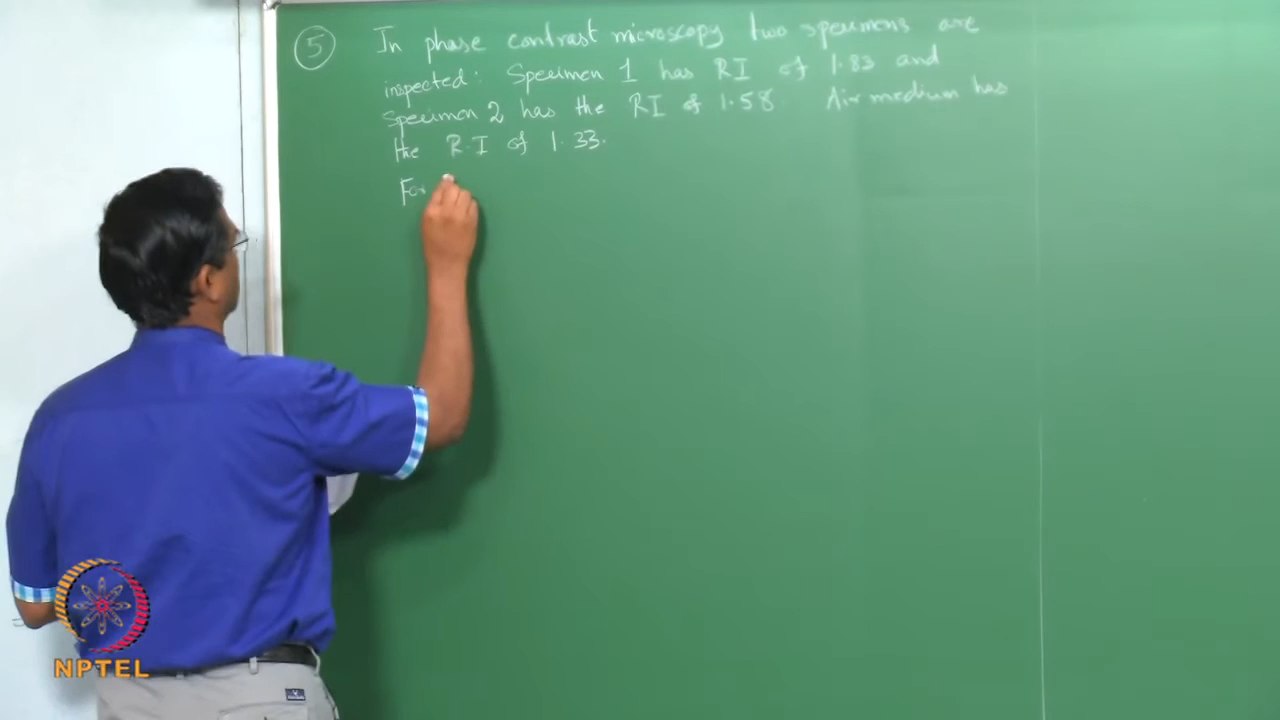 5 In phase contrast microscopy two specimens are
inspected: Specimen 1 has RI of 1.83 and
Specimen 2 has the RI of 1.58. Air medium has
the R.I of 1.33.
For
NPTEL